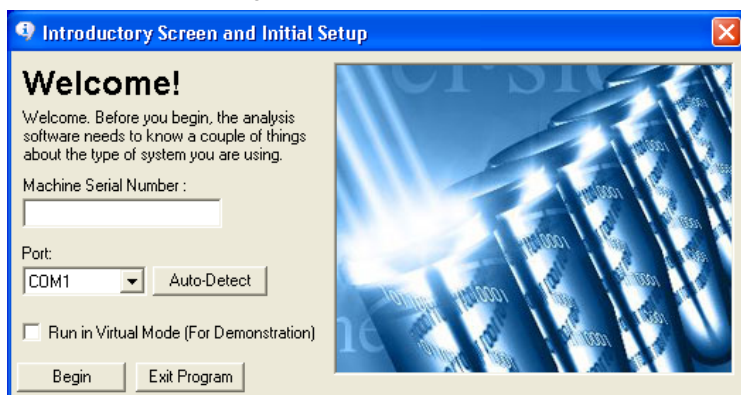 Introductory Screen and Initial Setup
Welcome!
Welcome. Before you begin, the analysis
software needs to know a couple of things
about the type of system you are using.
Machine Serial Number :
Port:
COM1
Auto-Detect
Run in Virtual Mode (For Demonstration)
Begin
Exit Program